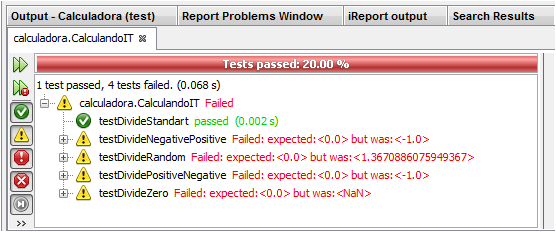 Output - Calculadora (test) Report Problems Window iReport output Search Results
calculadora.CalculandoIT
Tests passed: 20.00 %
1 test passed, 4 tests failed. (0.068 s)
calculadora.CalculandoIT Failed
testDivideStandart passed (0.002 s)
testDivideNegativePositive Failed: expected:<0.0> but was:<-1.0>
testDivideRandom Failed: expected:<0.0> but was:<1.3670886075949367>
testDividePositiveNegative Failed: expected:<0.0> but was:<-1.0>
testDivideZero Failed: expected:<0.0> but was:<NaN>
>>